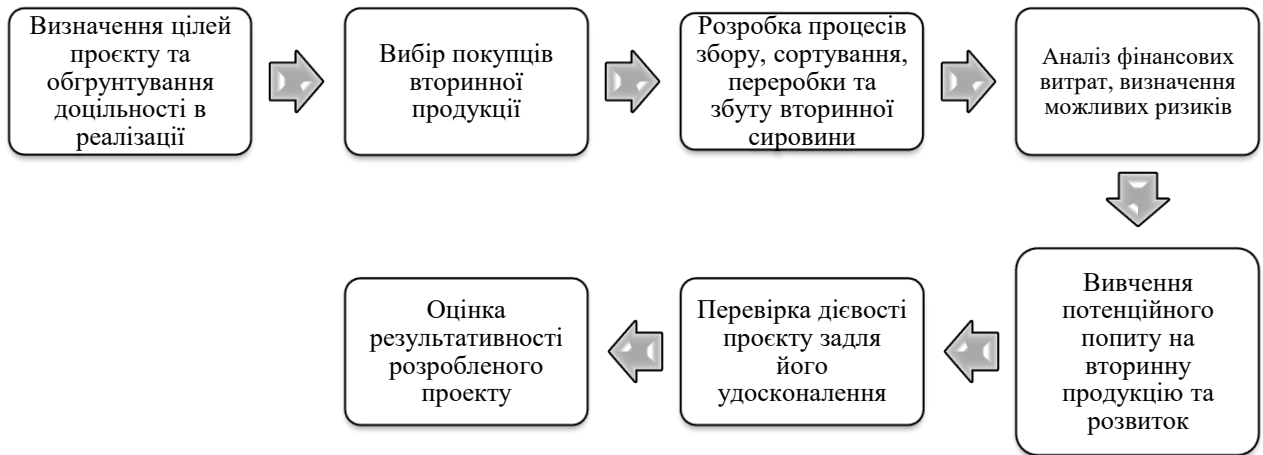 Визначення цілей
проєкту та
обгрунтування
доцільності в
реалізації
Вибір покупців
вторинної
продукції
Розробка процесів
збору, сортування,
переробки та
збуту вторинної
сировини
Аналіз фінансових
витрат, визначення
можливих ризиків
Вивчення
потенційного
попиту на
вторинну
продукцію та
розвиток
Перевірка дієвості
проєкту задля
його
удосконалення
Оцінка
результативності
розробленого
проекту